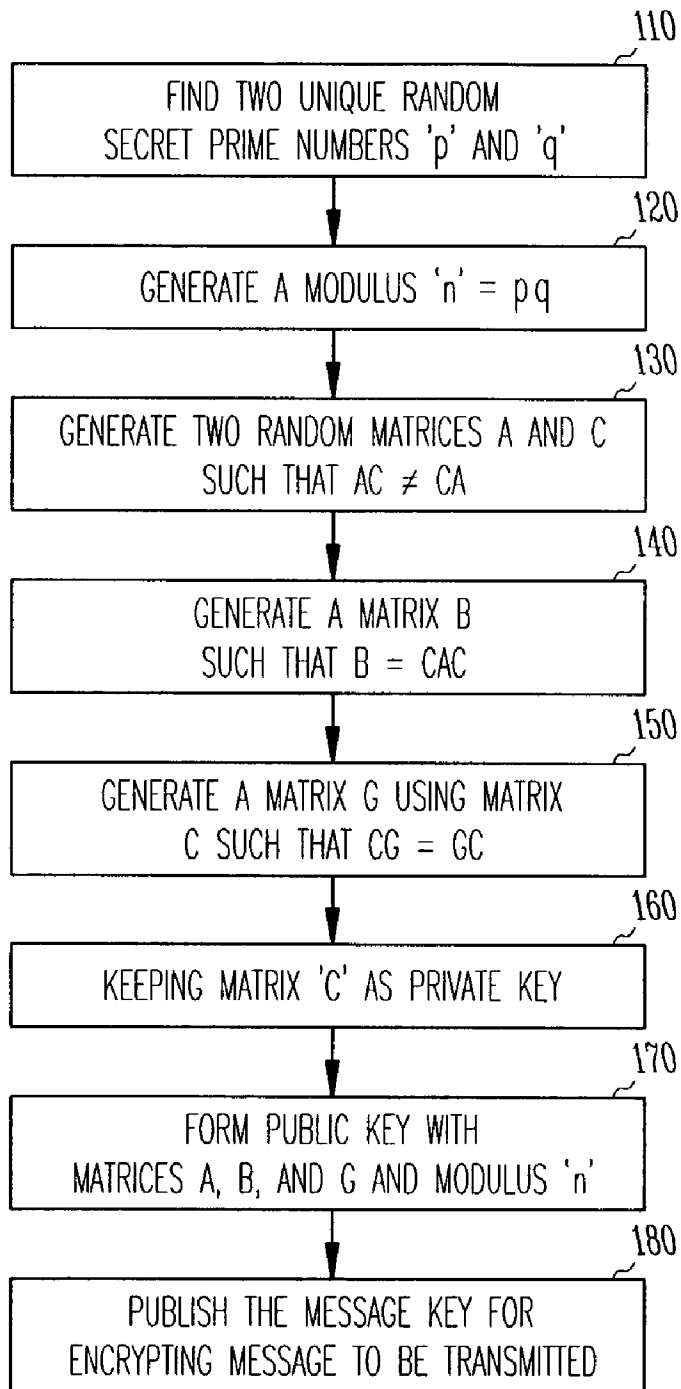 110
FIND TWO UNIQUE RANDOM
SECRET PRIME NUMBERS 'p' AND 'q'
120
GENERATE A MODULUS 'n' = pq
130
GENERATE TWO RANDOM MATRICES A AND C
SUCH THAT AC ≠ CA
140
GENERATE A MATRIX B
SUCH THAT B = CAC
150
GENERATE A MATRIX G USING MATRIX
C SUCH THAT CG = GC
160
KEEPING MATRIX 'C' AS PRIVATE KEY
170
FORM PUBLIC KEY WITH
MATRICES A, B, AND G AND MODULUS 'n'
180
PUBLISH THE MESSAGE KEY FOR
ENCRYPTING MESSAGE TO BE TRANSMITTED